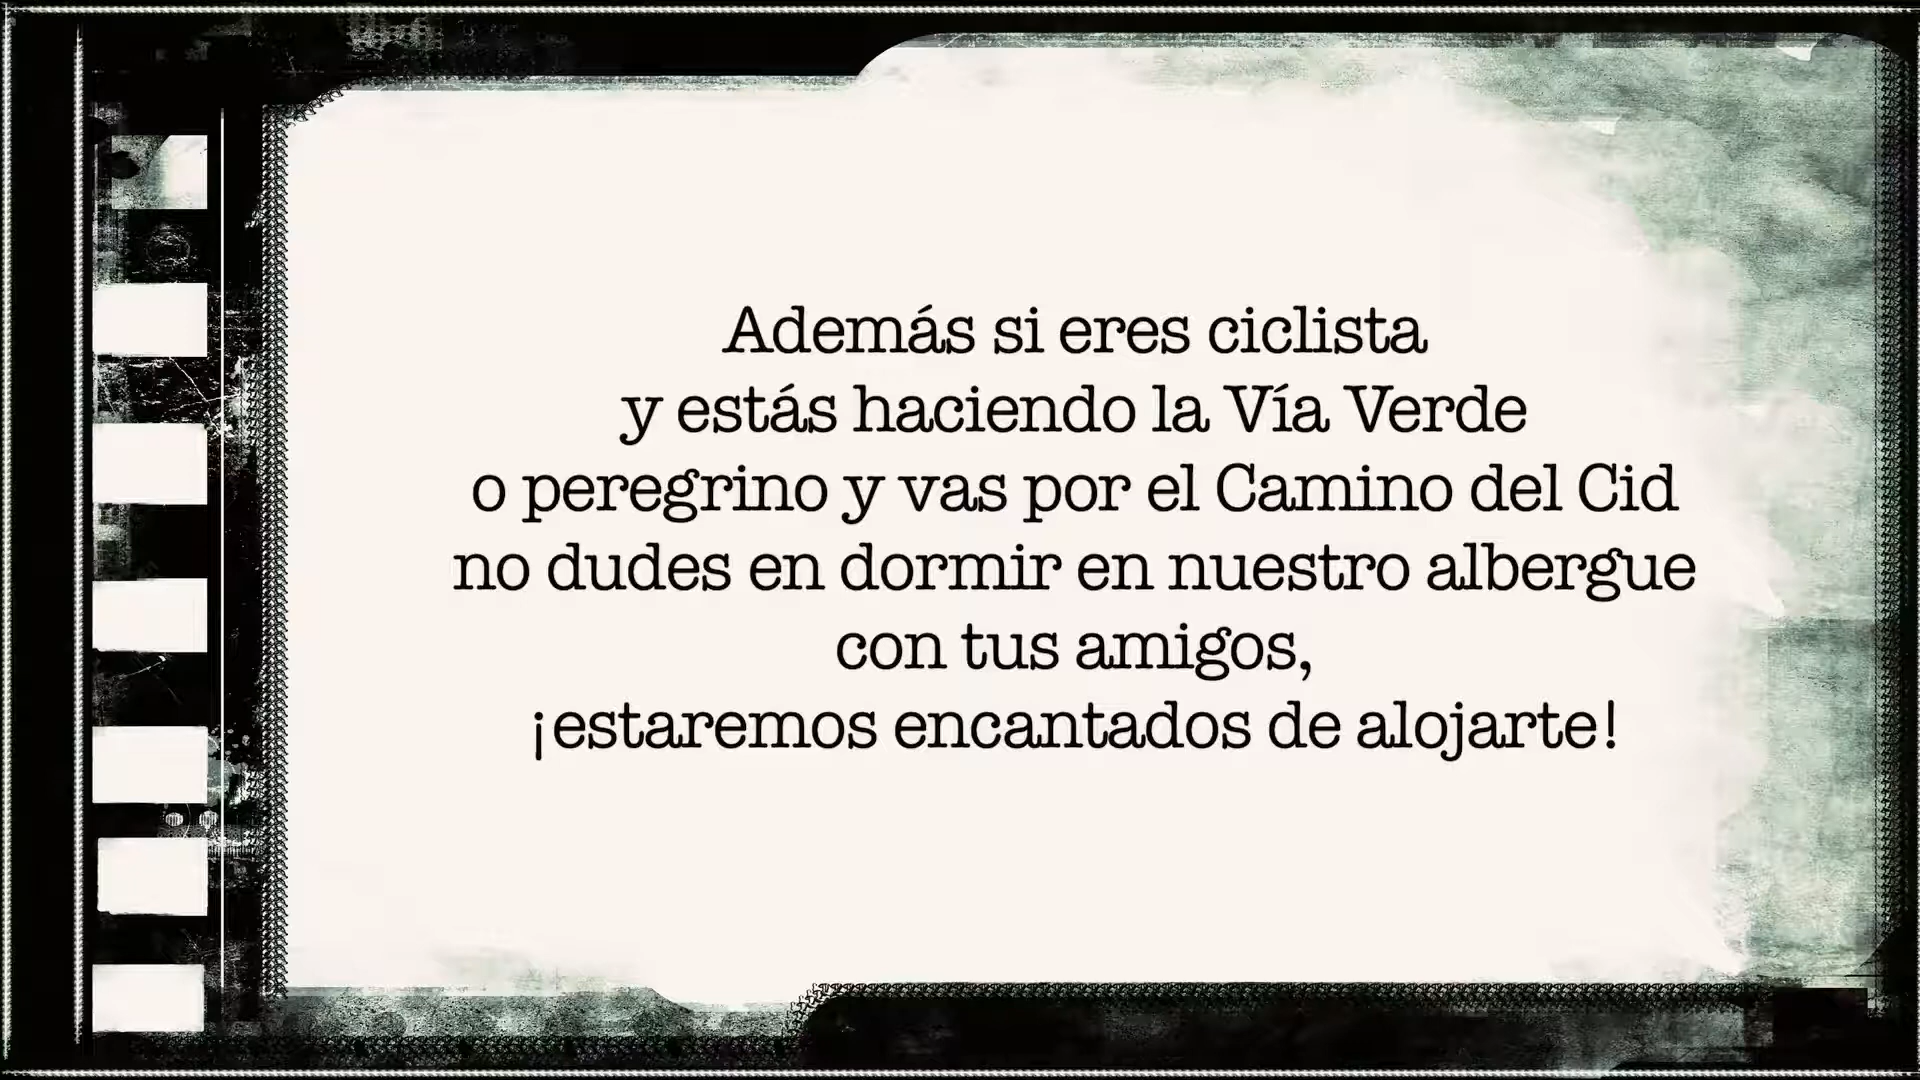 Además si eres ciclista
y estás haciendo la Vía Verde
o peregrino y vas por el Camino del Cid
no dudes en dormir en nuestro albergue
con tus amigos,
¡estaremos encantados de alojarte!